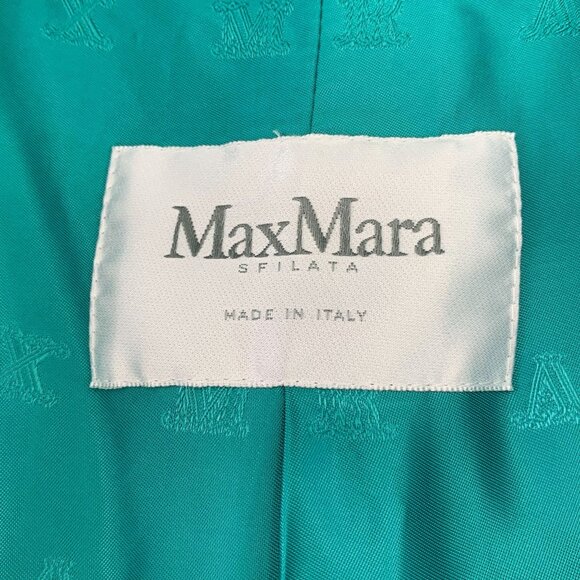 X M R A
MaxMara
SFILATA
MADE IN ITALY
X M R A